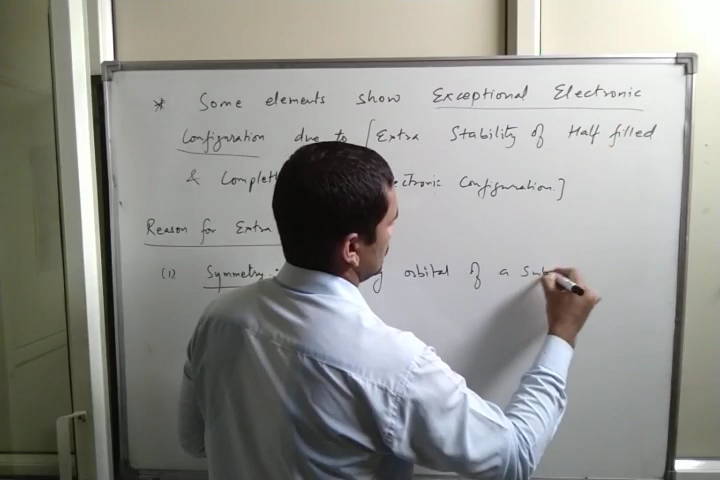 * Some elements show Exceptional Electronic
Configuration due to [Extra Stability of Half filled
& Complet ectronic Configuration.]
Reason for Extra
(1) Symmetry : orbital of a Sub